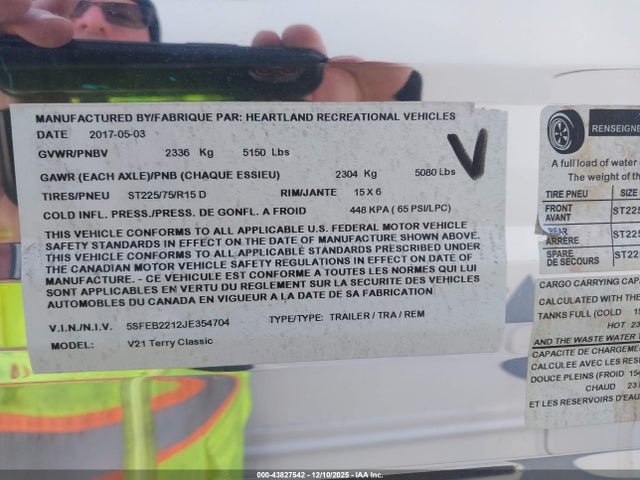 MANUFACTURED BY/FABRIQUE PAR: HEARTLAND RECREATIONAL VEHICLES
DATE 2017-05-03
GVWR/PNBV 2336 Kg 5150 Lbs
GAWR (EACH AXLE)/PNB (CHAQUE ESSIEU) 2304 Kg 5080 Lbs
TIRES/PNEU ST225/75/R15 D RIM/JANTE 15 X 6
COLD INFL. PRESS./PRESS. DE GONFL. A FROID 448 KPA ( 65 PSI/LPC)
THIS VEHICLE CONFORMS TO ALL APPLICABLE U.S. FEDERAL MOTOR VEHICLE
SAFETY STANDARDS IN EFFECT ON THE DATE OF MANUFACTURE SHOWN ABOVE.
THIS VEHICLE CONFORMS TO ALL APPLICABLE STANDARDS PRESCRIBED UNDER
THE CANADIAN MOTOR VEHICLE SAFETY REGULATIONS IN EFFECT ON DATE OF
MANUFACTURE. - CE VEHICULE EST CONFORME A TOUTES LES NORMES QUI LUI
SONT APPLICABLES EN VERTU DU REGLEMENT SUR LA SECURITE DES VEHICLES
AUTOMOBILES DU CANADA EN VIGUEUR A LA DATE DE SA FABRICATION
V.I.N./N.I.V. 5SFEB2212JE354704 TYPE/TYPE: TRAILER / TRA / REM
MODEL: V21 Terry Classic
V
RENSEIGNE
A full load of water
The weight of th
TIRE PNEU SIZE
FRONT ST225
AVANT
REAR ST225
ARRIÈRE
SPARE ST22
DE SECOURS
CARGO CARRYING CAP
CALCULATED WITH THE
TANKS FULL (COLD 15
HOT 23
AND THE WASTE WATER T
CAPACITE DE CHARGEME
CALCULEE AVEC LES RES
DOUCE PLEINS (FROID 15
CHAUD 23
ET LES RESERVOIRS D'EAU
000-43827542 - 12/10/2025 - IAA Inc.